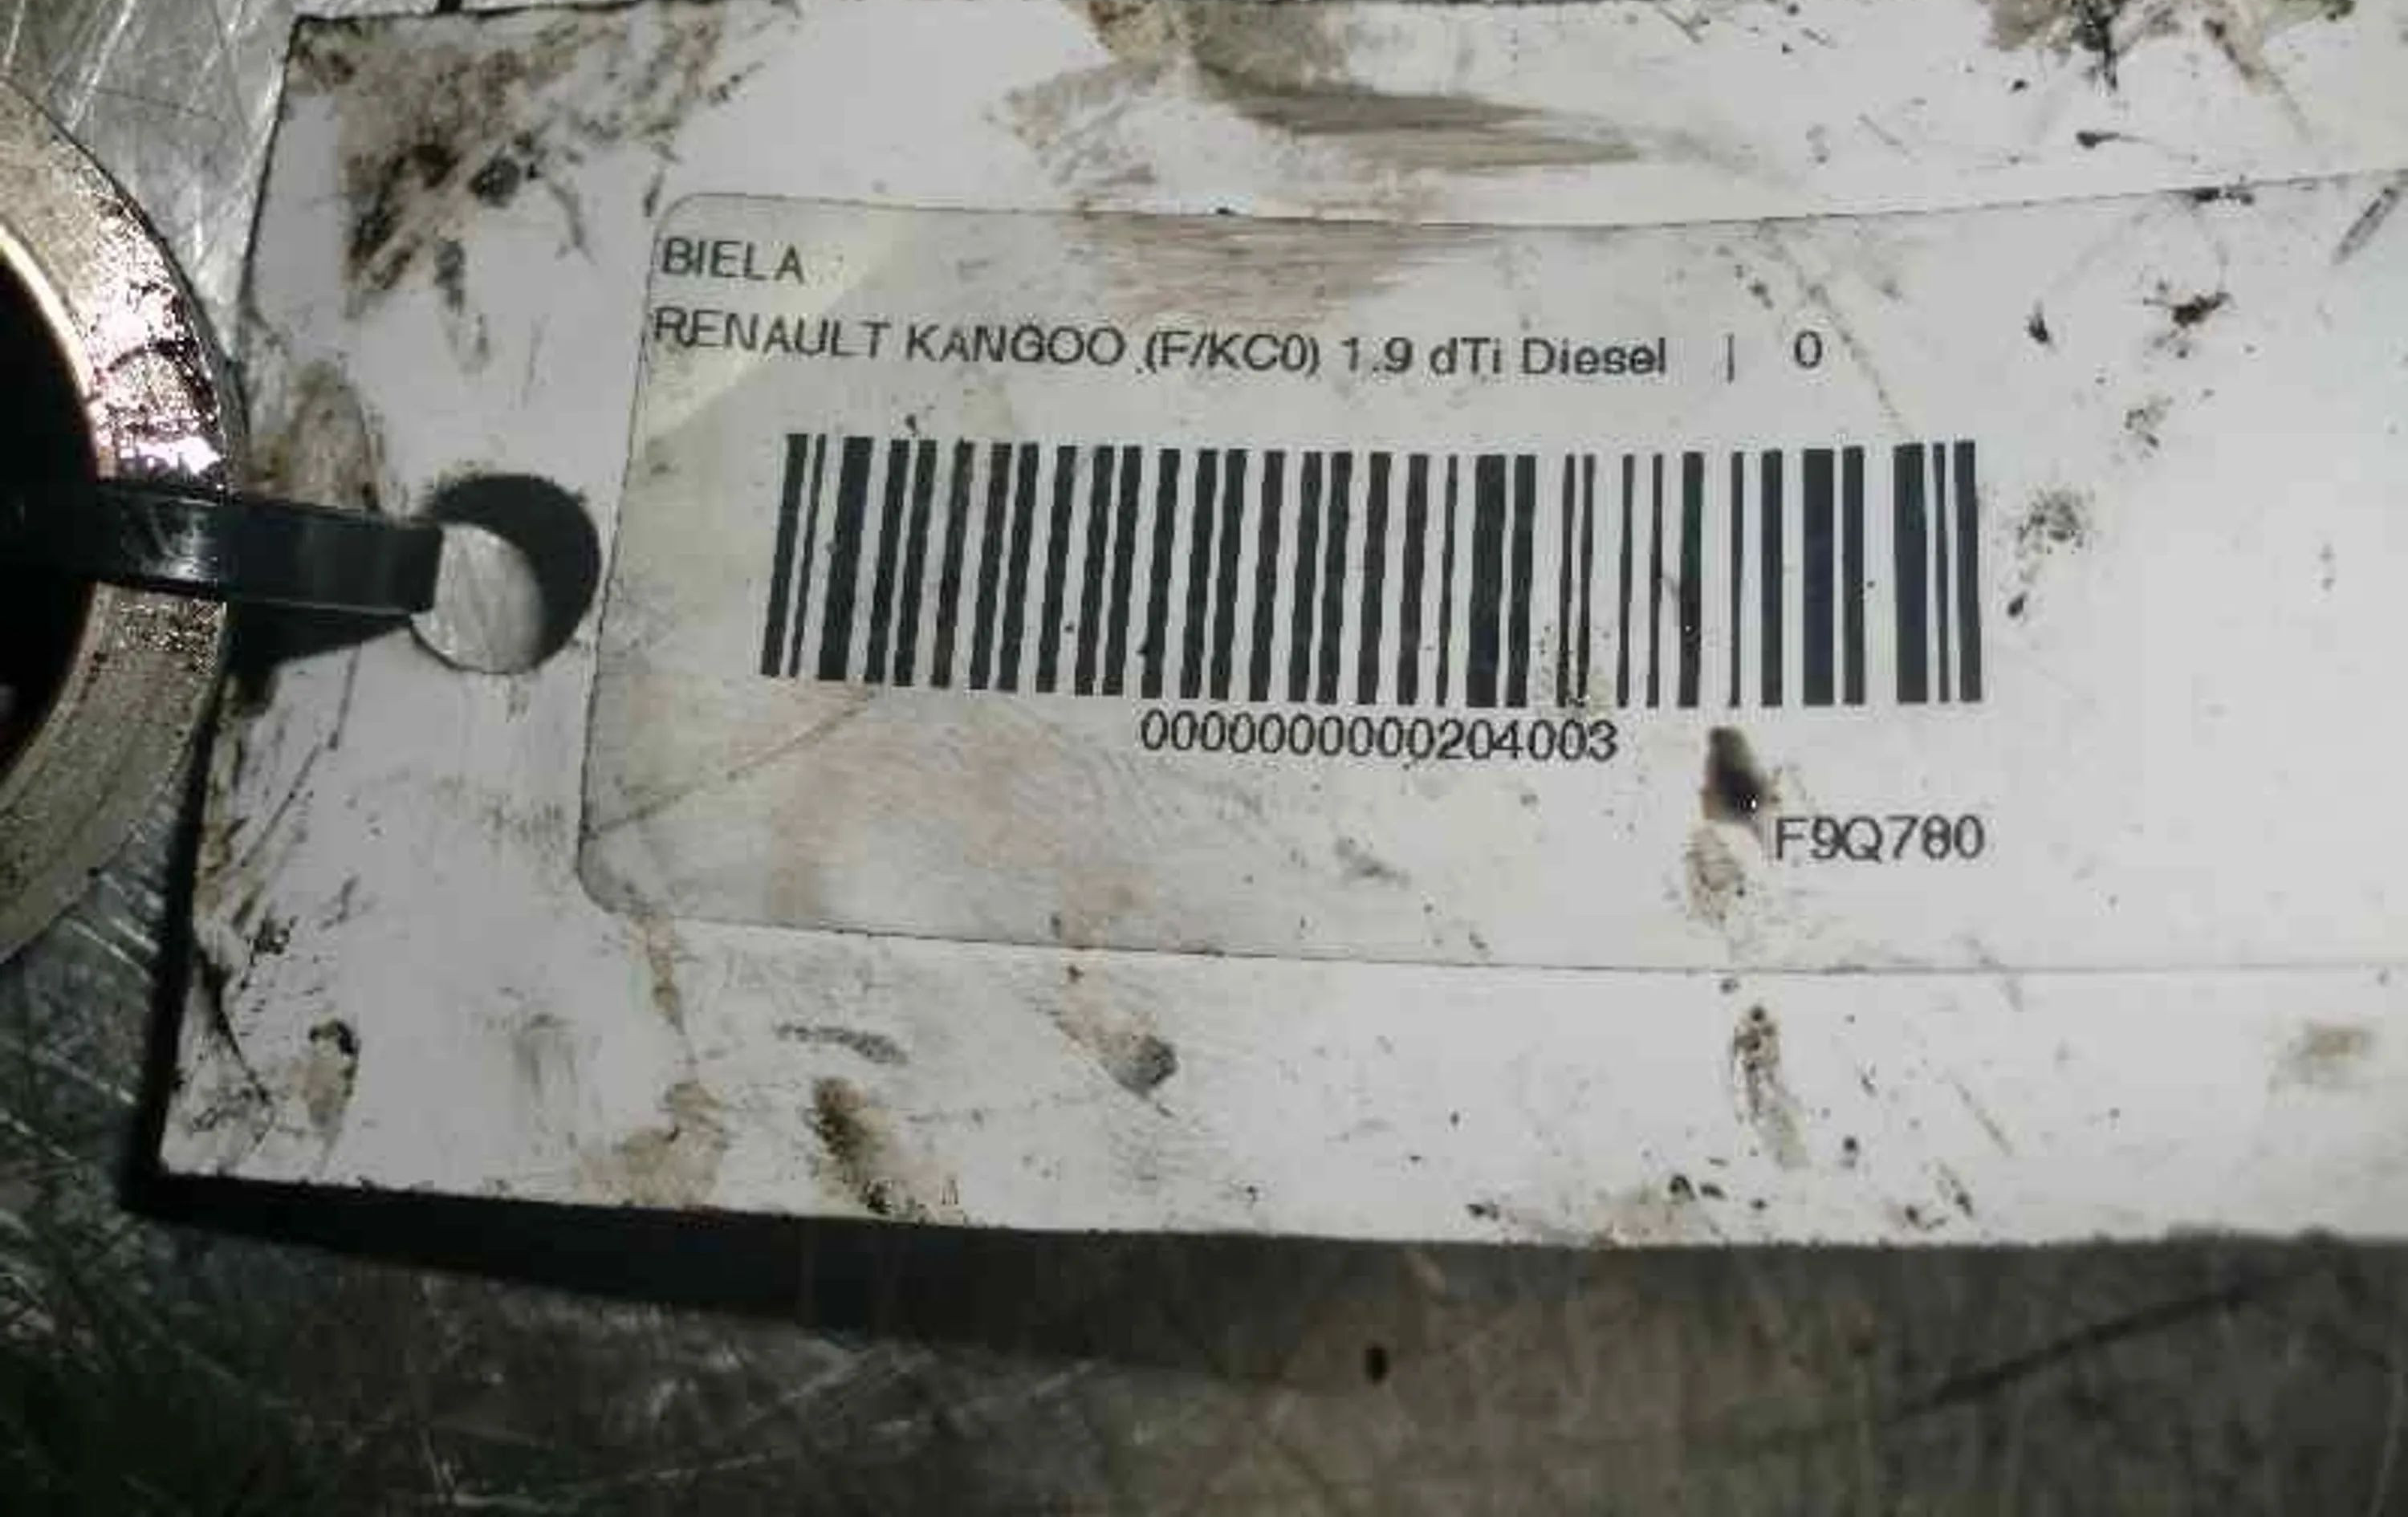 BIELA
RENAULT KANGOO (F/KC0) 1.9 dTi Diesel | 0
0000000000204003
F9Q780